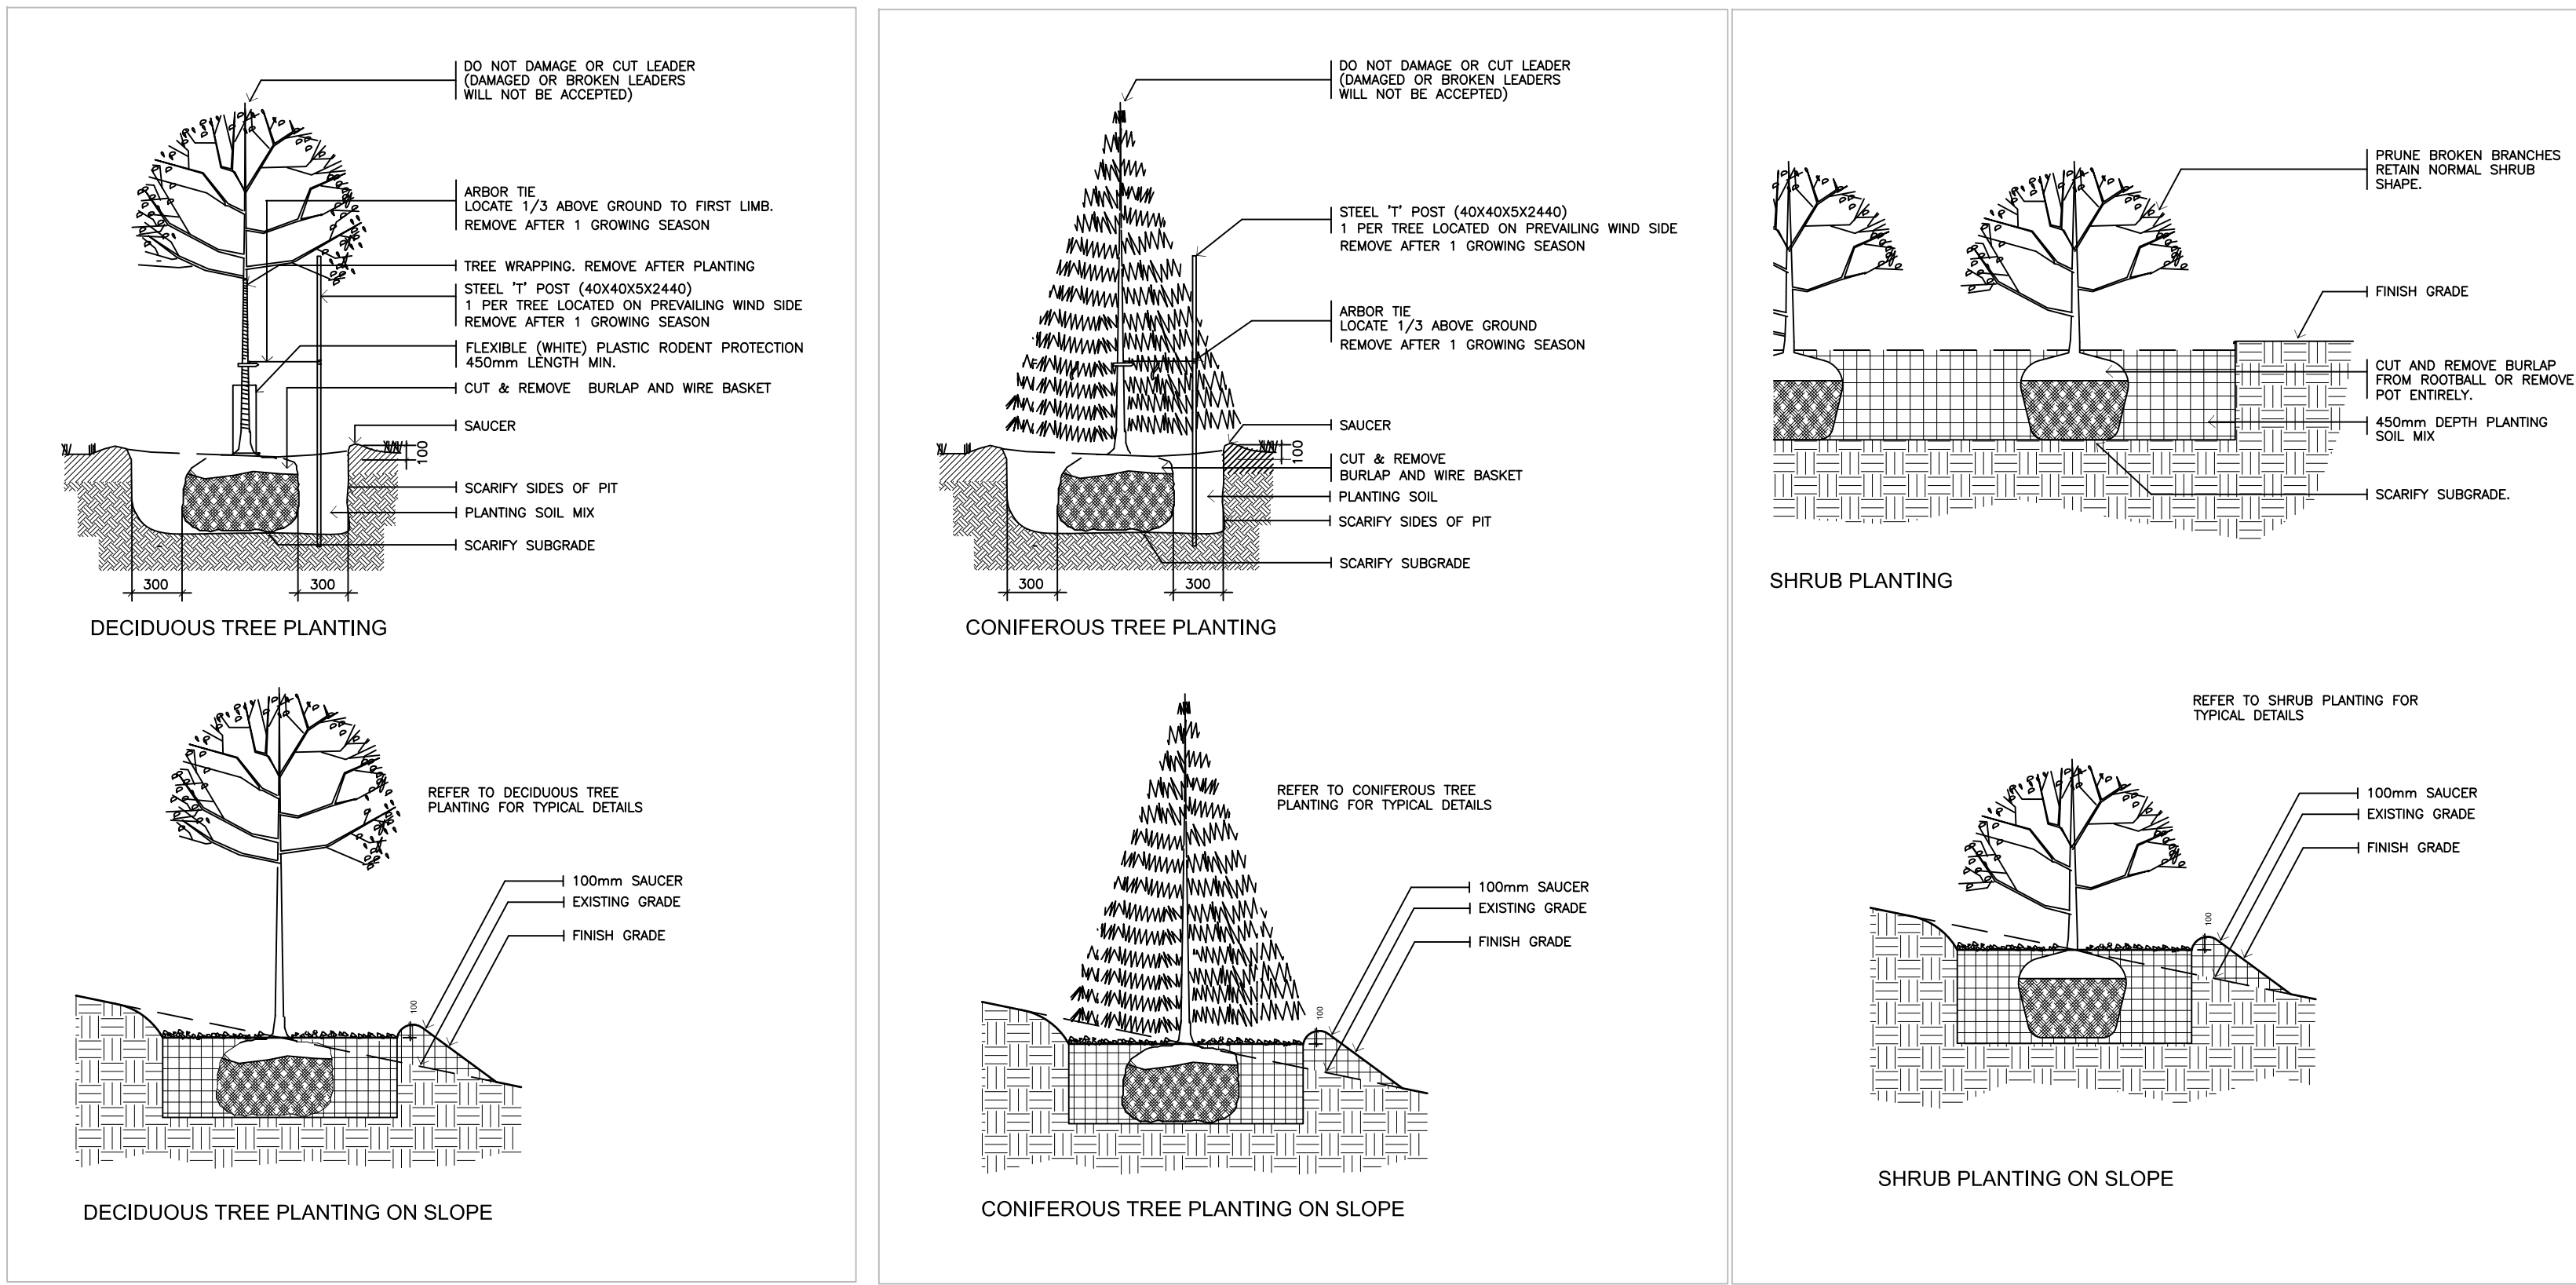 DO NOT DAMAGE OR CUT LEADER
(DAMAGED OR BROKEN LEADERS
WILL NOT BE ACCEPTED)
ARBOR TIE
LOCATE 1/3 ABOVE GROUND TO FIRST LIMB.
REMOVE AFTER 1 GROWING SEASON
TREE WRAPPING. REMOVE AFTER PLANTING
STEEL 'T' POST (40X40X5X2440)
1 PER TREE LOCATED ON PREVAILING WIND SIDE
REMOVE AFTER 1 GROWING SEASON
FLEXIBLE (WHITE) PLASTIC RODENT PROTECTION
450mm LENGTH MIN.
CUT & REMOVE BURLAP AND WIRE BASKET
SAUCER
100
SCARIFY SIDES OF PIT
PLANTING SOIL MIX
SCARIFY SUBGRADE
300
300
DECIDUOUS TREE PLANTING
REFER TO DECIDUOUS TREE
PLANTING FOR TYPICAL DETAILS
100mm SAUCER
EXISTING GRADE
FINISH GRADE
100
DECIDUOUS TREE PLANTING ON SLOPE
DO NOT DAMAGE OR CUT LEADER
(DAMAGED OR BROKEN LEADERS
WILL NOT BE ACCEPTED)
STEEL 'T' POST (40X40X5X2440)
1 PER TREE LOCATED ON PREVAILING WIND SIDE
REMOVE AFTER 1 GROWING SEASON
ARBOR TIE
LOCATE 1/3 ABOVE GROUND
REMOVE AFTER 1 GROWING SEASON
SAUCER
100
CUT & REMOVE
BURLAP AND WIRE BASKET
PLANTING SOIL
SCARIFY SIDES OF PIT
SCARIFY SUBGRADE
300
300
CONIFEROUS TREE PLANTING
REFER TO CONIFEROUS TREE
PLANTING FOR TYPICAL DETAILS
100mm SAUCER
EXISTING GRADE
FINISH GRADE
100
CONIFEROUS TREE PLANTING ON SLOPE
PRUNE BROKEN BRANCHES
RETAIN NORMAL SHRUB
SHAPE.
FINISH GRADE
CUT AND REMOVE BURLAP
FROM ROOTBALL OR REMOVE
POT ENTIRELY.
450mm DEPTH PLANTING
SOIL MIX
SCARIFY SUBGRADE.
SHRUB PLANTING
REFER TO SHRUB PLANTING FOR
TYPICAL DETAILS
100mm SAUCER
EXISTING GRADE
FINISH GRADE
100
SHRUB PLANTING ON SLOPE